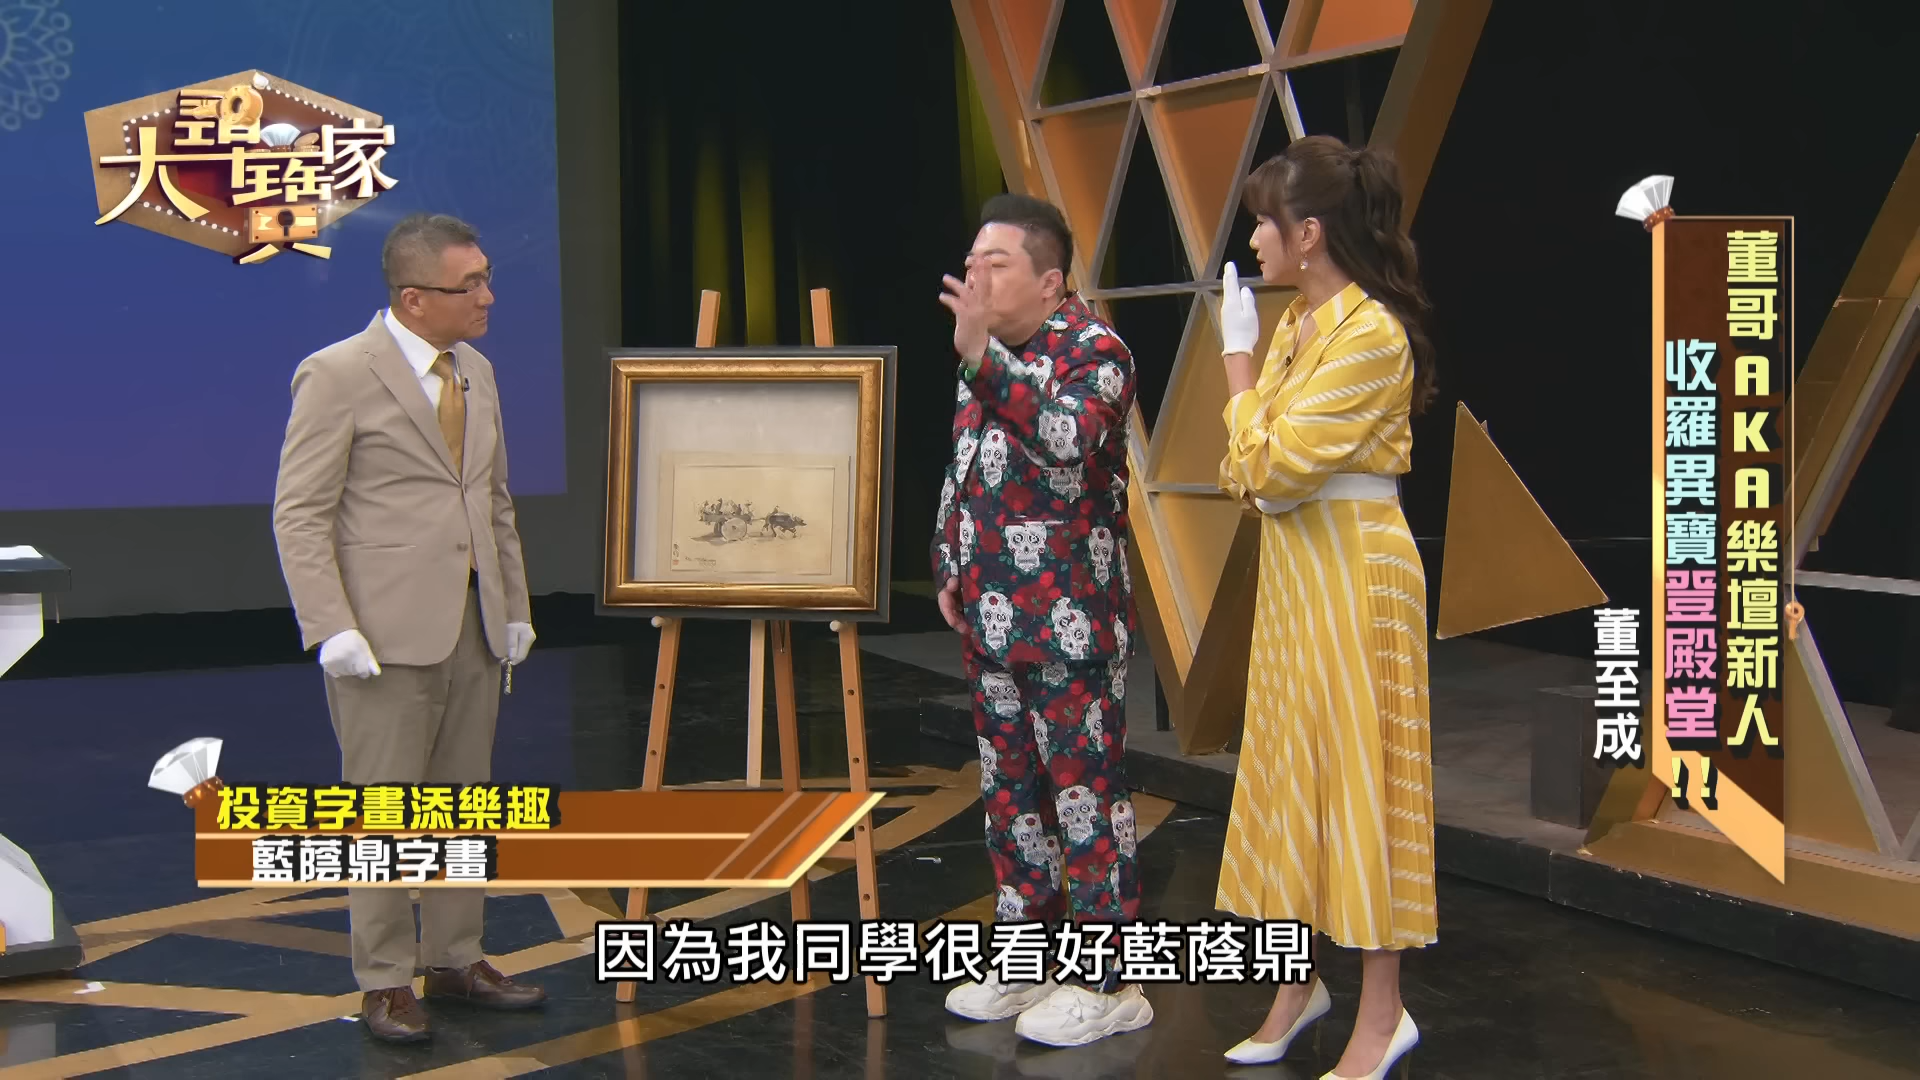 大尋寶家
董哥AKA樂壇新人
收羅異寶登殿堂!!
董至成
投資字畫添樂趣
藍蔭鼎字畫
因為我同學很看好藍蔭鼎